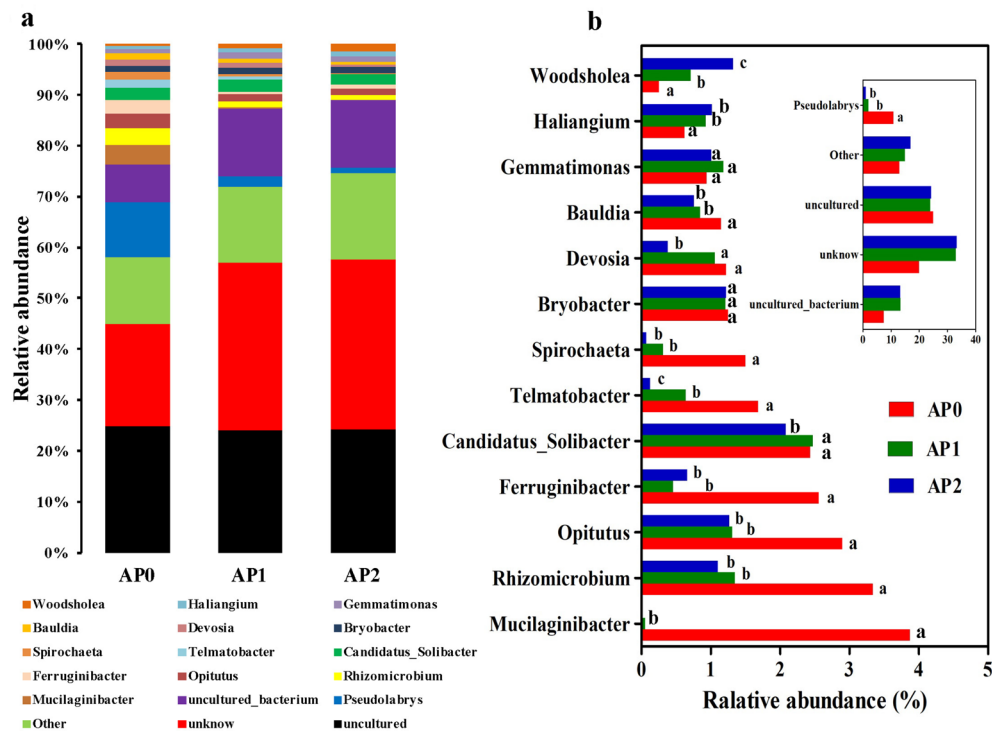 a
100%
90%
80%
70%
60%
50%
40%
30%
20%
10%
0%
Relative abundance
AP0 AP1 AP2
Woodsholea Haliangium Gemmatimonas
Bauldia Devosia Bryobacter
Spirochaeta Telmatobacter Candidatus_Solibacter
Ferruginibacter Opitutus Rhizomicrobium
Mucilaginibacter uncultured_bacterium Pseudolabrys
Other unknow uncultured
b
Woodsholea c b a
Haliangium b b a
Gemmatimonas a a a
Bauldia b b a
Devosia b a a
Bryobacter a a a
Spirochaeta b b a
Telmatobacter c b a
Candidatus_Solibacter b a a
Ferruginibacter b b a
Opitutus b b a
Rhizomicrobium b b a
Mucilaginibacter b a
0 1 2 3 4 5
Ralative abundance (%)
Pseudolabrys b b a
Other
uncultured
unknow
uncultured_bacterium
0 10 20 30 40
AP0
AP1
AP2